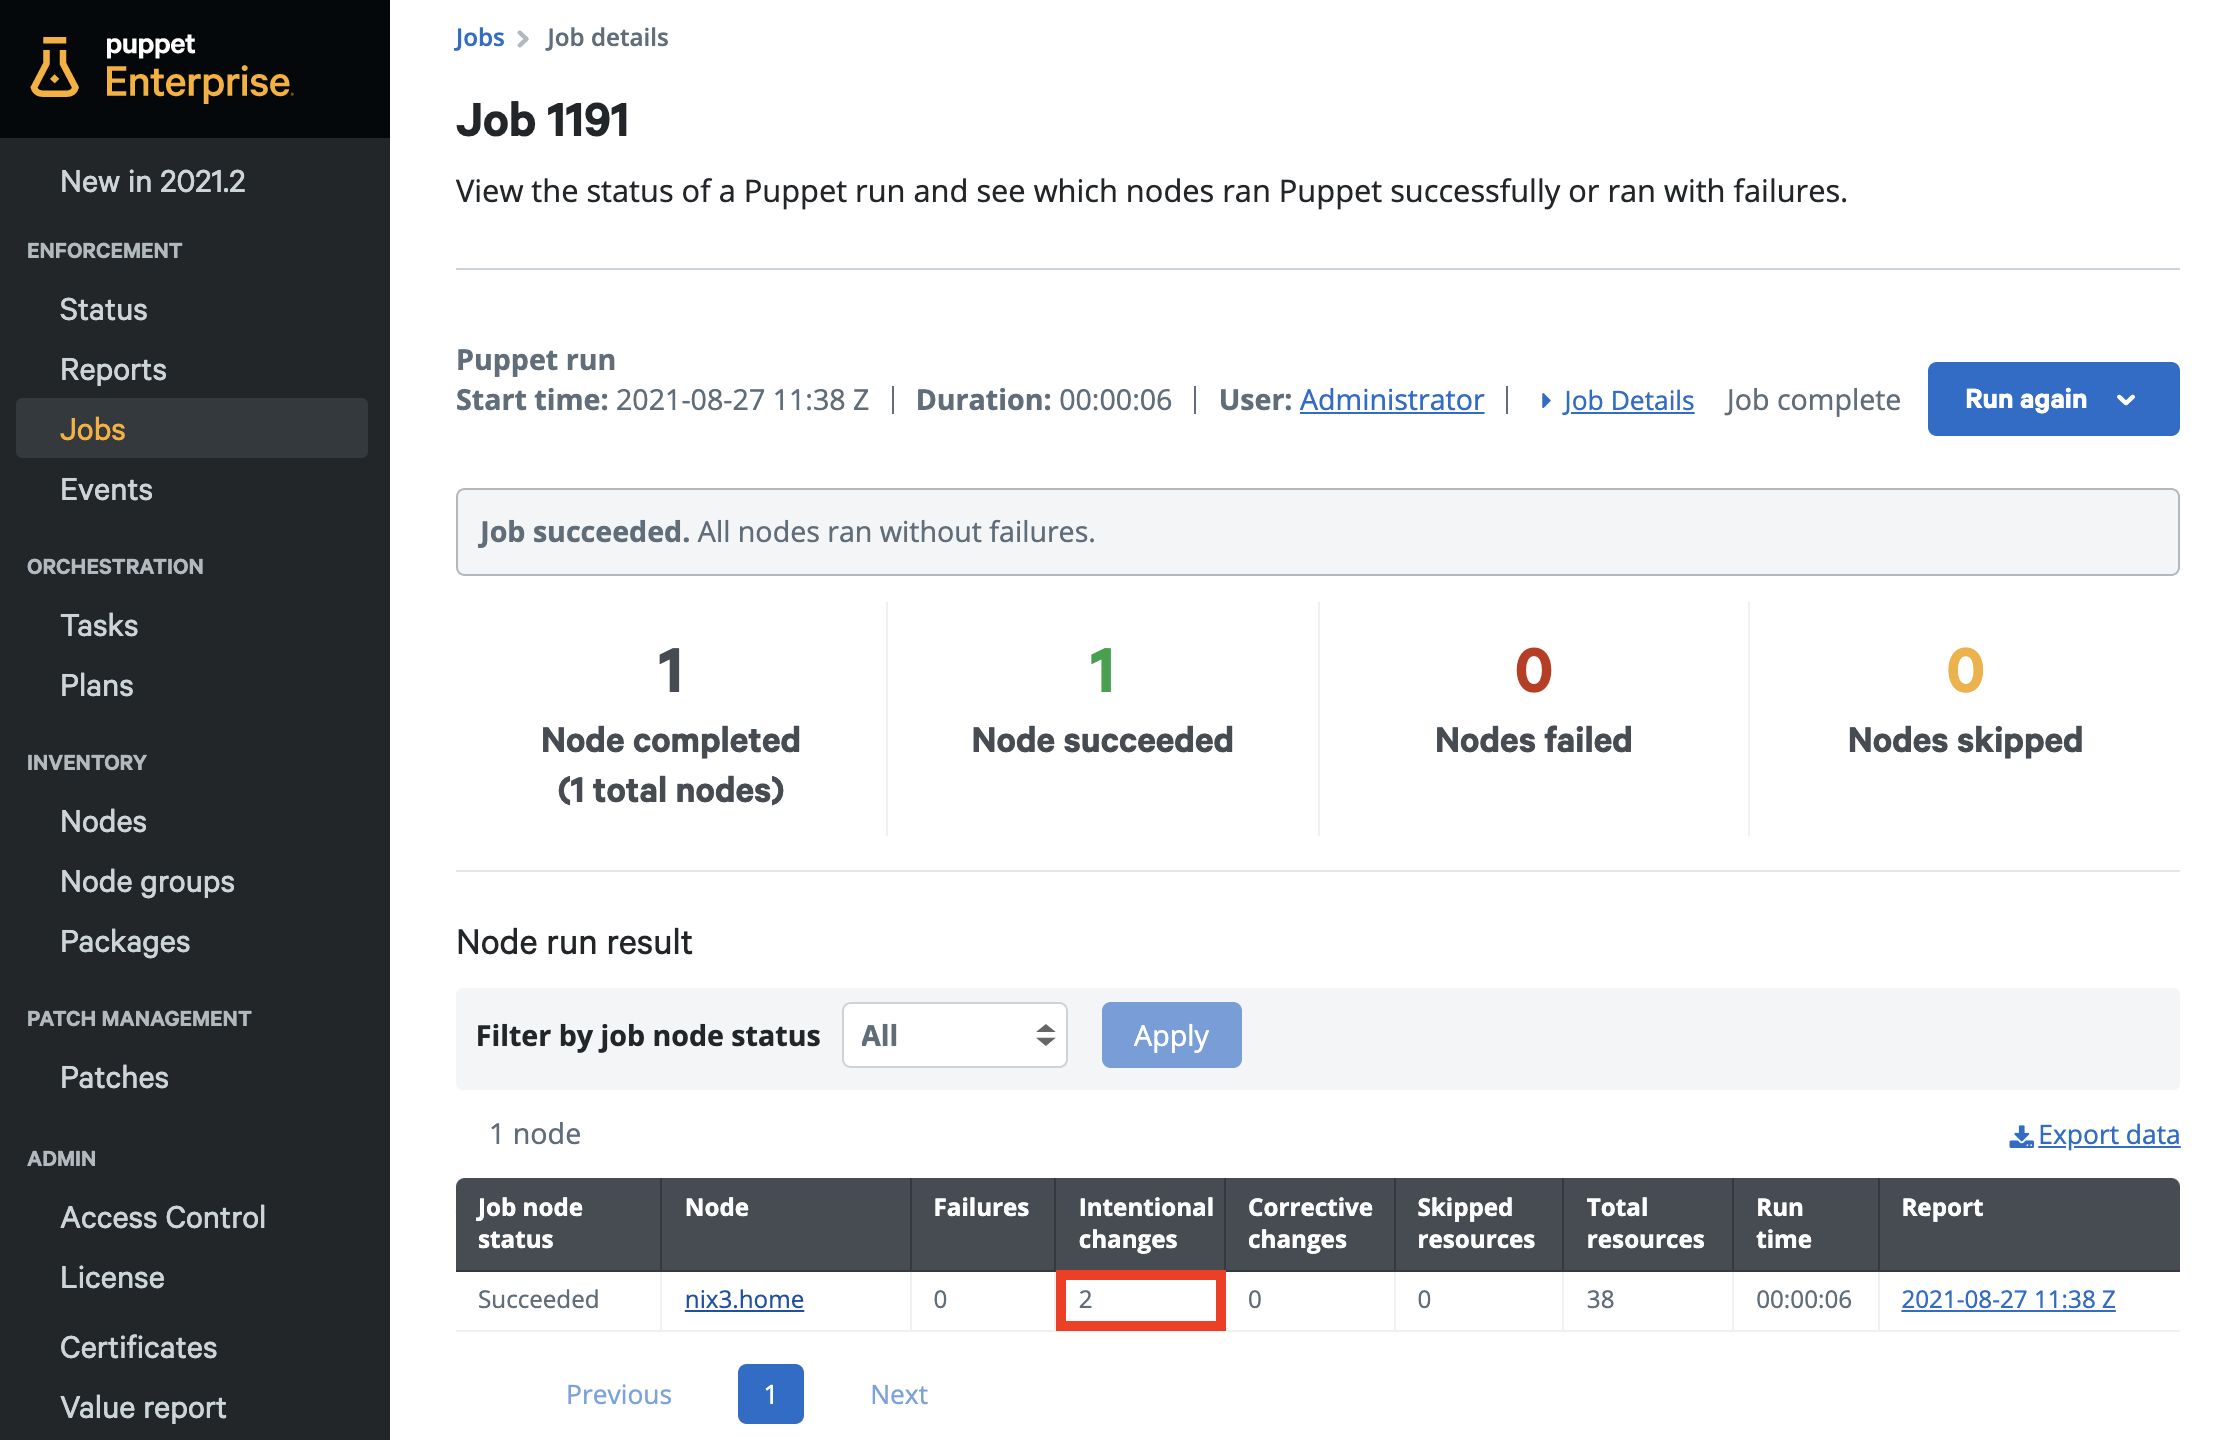 puppet
Enterprise
New in 2021.2
ENFORCEMENT
Status
Reports
Jobs
Events
ORCHESTRATION
Tasks
Plans
INVENTORY
Nodes
Node groups
Packages
PATCH MANAGEMENT
Patches
ADMIN
Access Control
License
Certificates
Value report
Jobs > Job details
Job 1191
View the status of a Puppet run and see which nodes ran Puppet successfully or ran with failures.
Puppet run
Start time: 2021-08-27 11:38 Z | Duration: 00:00:06 | User: Administrator | Job Details Job complete Run again
Job succeeded. All nodes ran without failures.
1 1 0 0
Node completed Node succeeded Nodes failed Nodes skipped
(1 total nodes)
Node run result
Filter by job node status All Apply
1 node Export data
Job node Node Failures Intentional Corrective Skipped Total Run Report
status changes changes resources resources time
Succeeded nix3.home 0 2 0 0 38 00:00:06 2021-08-27 11:38 Z
Previous 1 Next